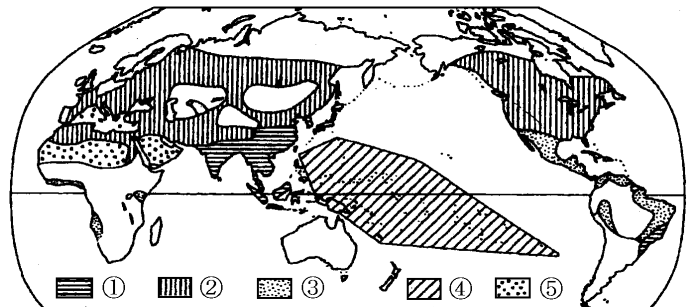 ① ② ③ ④ ⑤